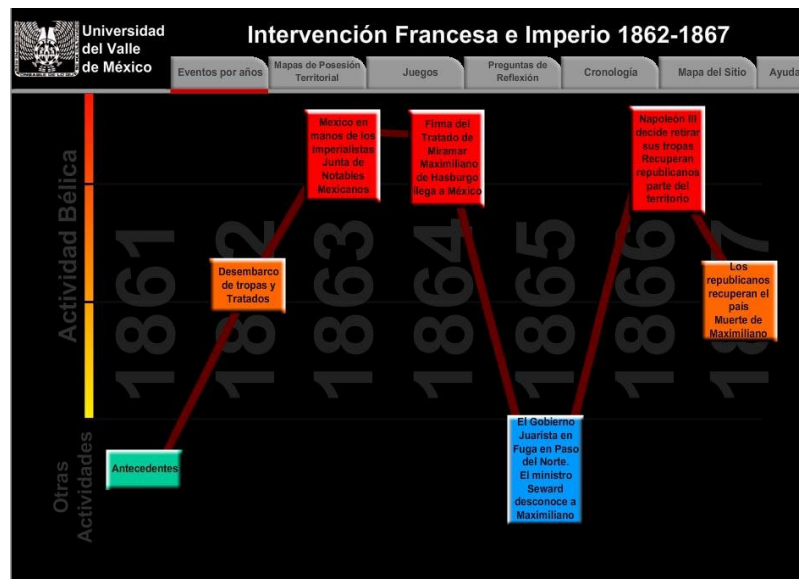 Universidad
del Valle
de México
Intervención Francesa e Imperio 1862-1867
Eventos por años
Mapas de Posesión
Territorial
Juegos
Preguntas de
Reflexión
Cronología
Mapa del Sitio
Ayuda
Actividad Bélica
Otras
Actividades
1861
1862
1863
1864
1865
1866
1867
Antecedentes
Desembarco
de tropas y
Tratados
Mexico en
manos de los
Imperialistas
Junta de
Notables
Mexicanos
Firma del
Tratado de
Miramar
Maximiliano
de Hasburgo
llega a México
El Gobierno
Juarista en
Fuga en Paso
del Norte.
El ministro
Seward
desconoce a
Maximiliano
Napoleón III
decide retirar
sus tropas
Recuperan
republicanos
parte del
territorio
Los
republicanos
recuperan el
país
Muerte de
Maximiliano